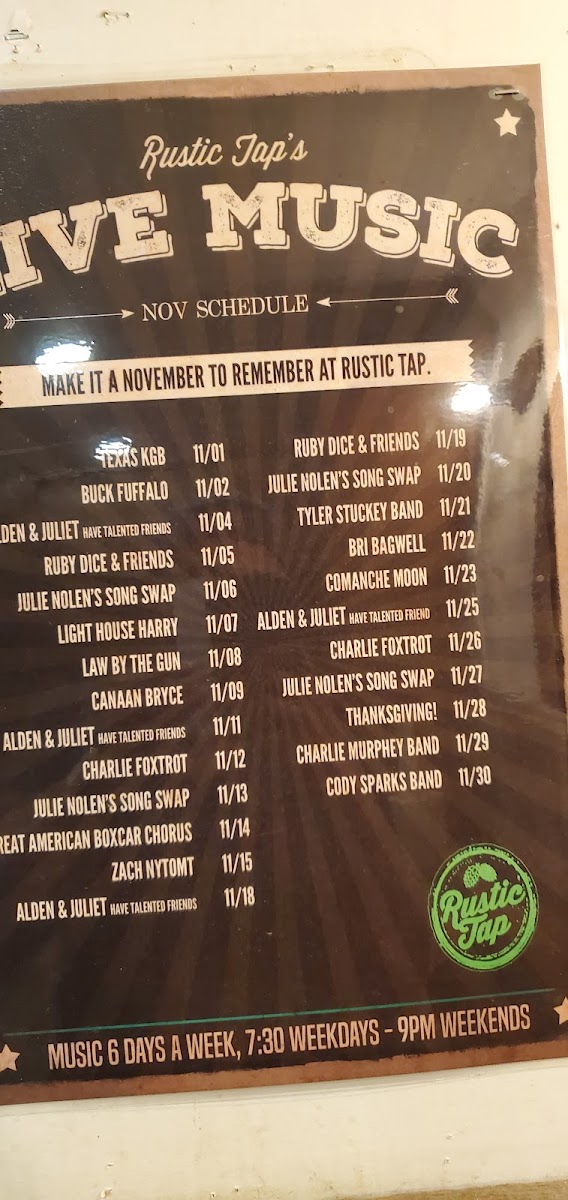 Rustic Tap's
IVE MUSIC
NOV SCHEDULE
MAKE IT A NOVEMBER TO REMEMBER AT RUSTIC TAP.
TEXAS KGB 11/01
BUCK FUFFALO 11/02
LDEN & JULIET HAVE TALENTED FRIENDS 11/04
RUBY DICE & FRIENDS 11/05
JULIE NOLEN'S SONG SWAP 11/06
LIGHT HOUSE HARRY 11/07
LAW BY THE GUN 11/08
CANAAN BRYCE 11/09
ALDEN & JULIET HAVE TALENTED FRIENDS 11/11
CHARLIE FOXTROT 11/12
JULIE NOLEN'S SONG SWAP 11/13
REAT AMERICAN BOXCAR CHORUS 11/14
ZACH NYTOMT 11/15
ALDEN & JULIET HAVE TALENTED FRIENDS 11/18
RUBY DICE & FRIENDS 11/19
JULIE NOLEN'S SONG SWAP 11/20
TYLER STUCKEY BAND 11/21
BRI BAGWELL 11/22
COMANCHE MOON 11/23
ALDEN & JULIET HAVE TALENTED FRIEND 11/25
CHARLIE FOXTROT 11/26
JULIE NOLEN'S SONG SWAP 11/27
THANKSGIVING! 11/28
CHARLIE MURPHEY BAND 11/29
CODY SPARKS BAND 11/30
Rustic
Tap
MUSIC 6 DAYS A WEEK, 7:30 WEEKDAYS - 9PM WEEKENDS